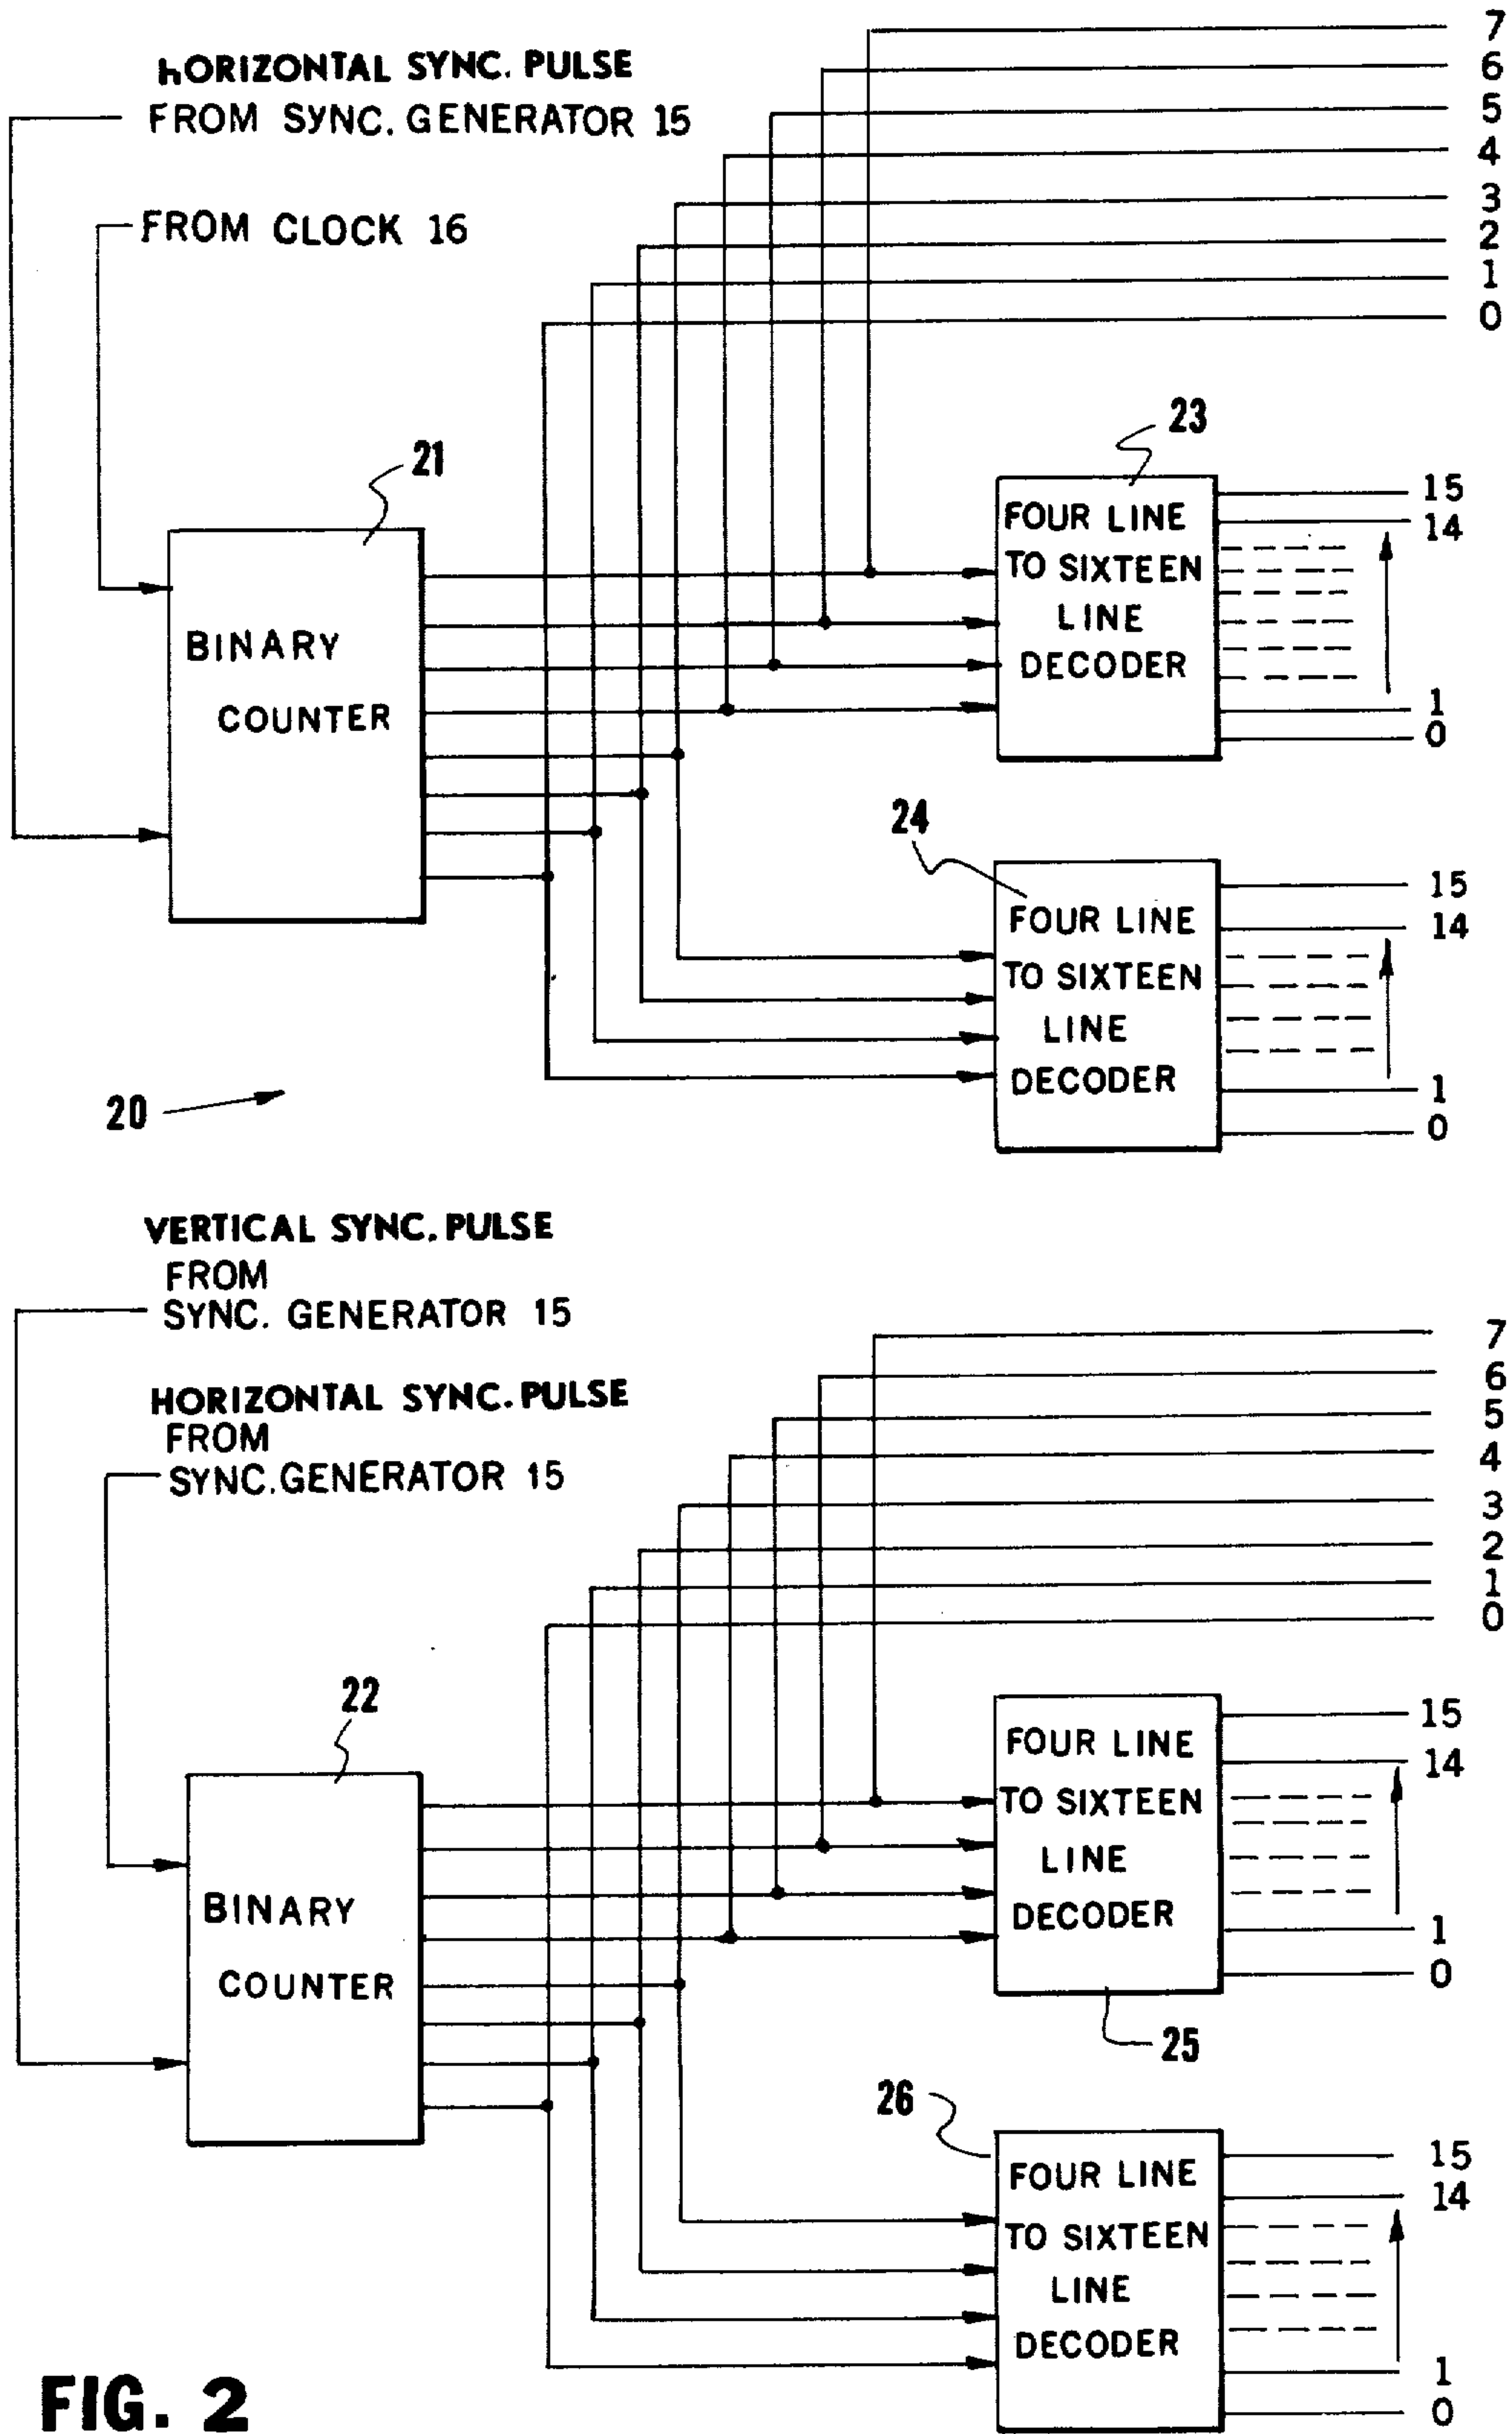 hORIZONTAL SYNC. PULSE
FROM SYNC. GENERATOR 15
FROM CLOCK 16
7
6
5
4
3
2
1
0
21
BINARY
COUNTER
23
FOUR LINE
TO SIXTEEN
LINE
DECODER
15
14
1
0
24
FOUR LINE
TO SIXTEEN
LINE
DECODER
15
14
1
0
20
VERTICAL SYNC. PULSE
FROM
SYNC. GENERATOR 15
HORIZONTAL SYNC. PULSE
FROM
SYNC. GENERATOR 15
7
6
5
4
3
2
1
0
22
BINARY
COUNTER
FOUR LINE
TO SIXTEEN
LINE
DECODER
25
15
14
1
0
26
FOUR LINE
TO SIXTEEN
LINE
DECODER
15
14
1
0
FIG. 2